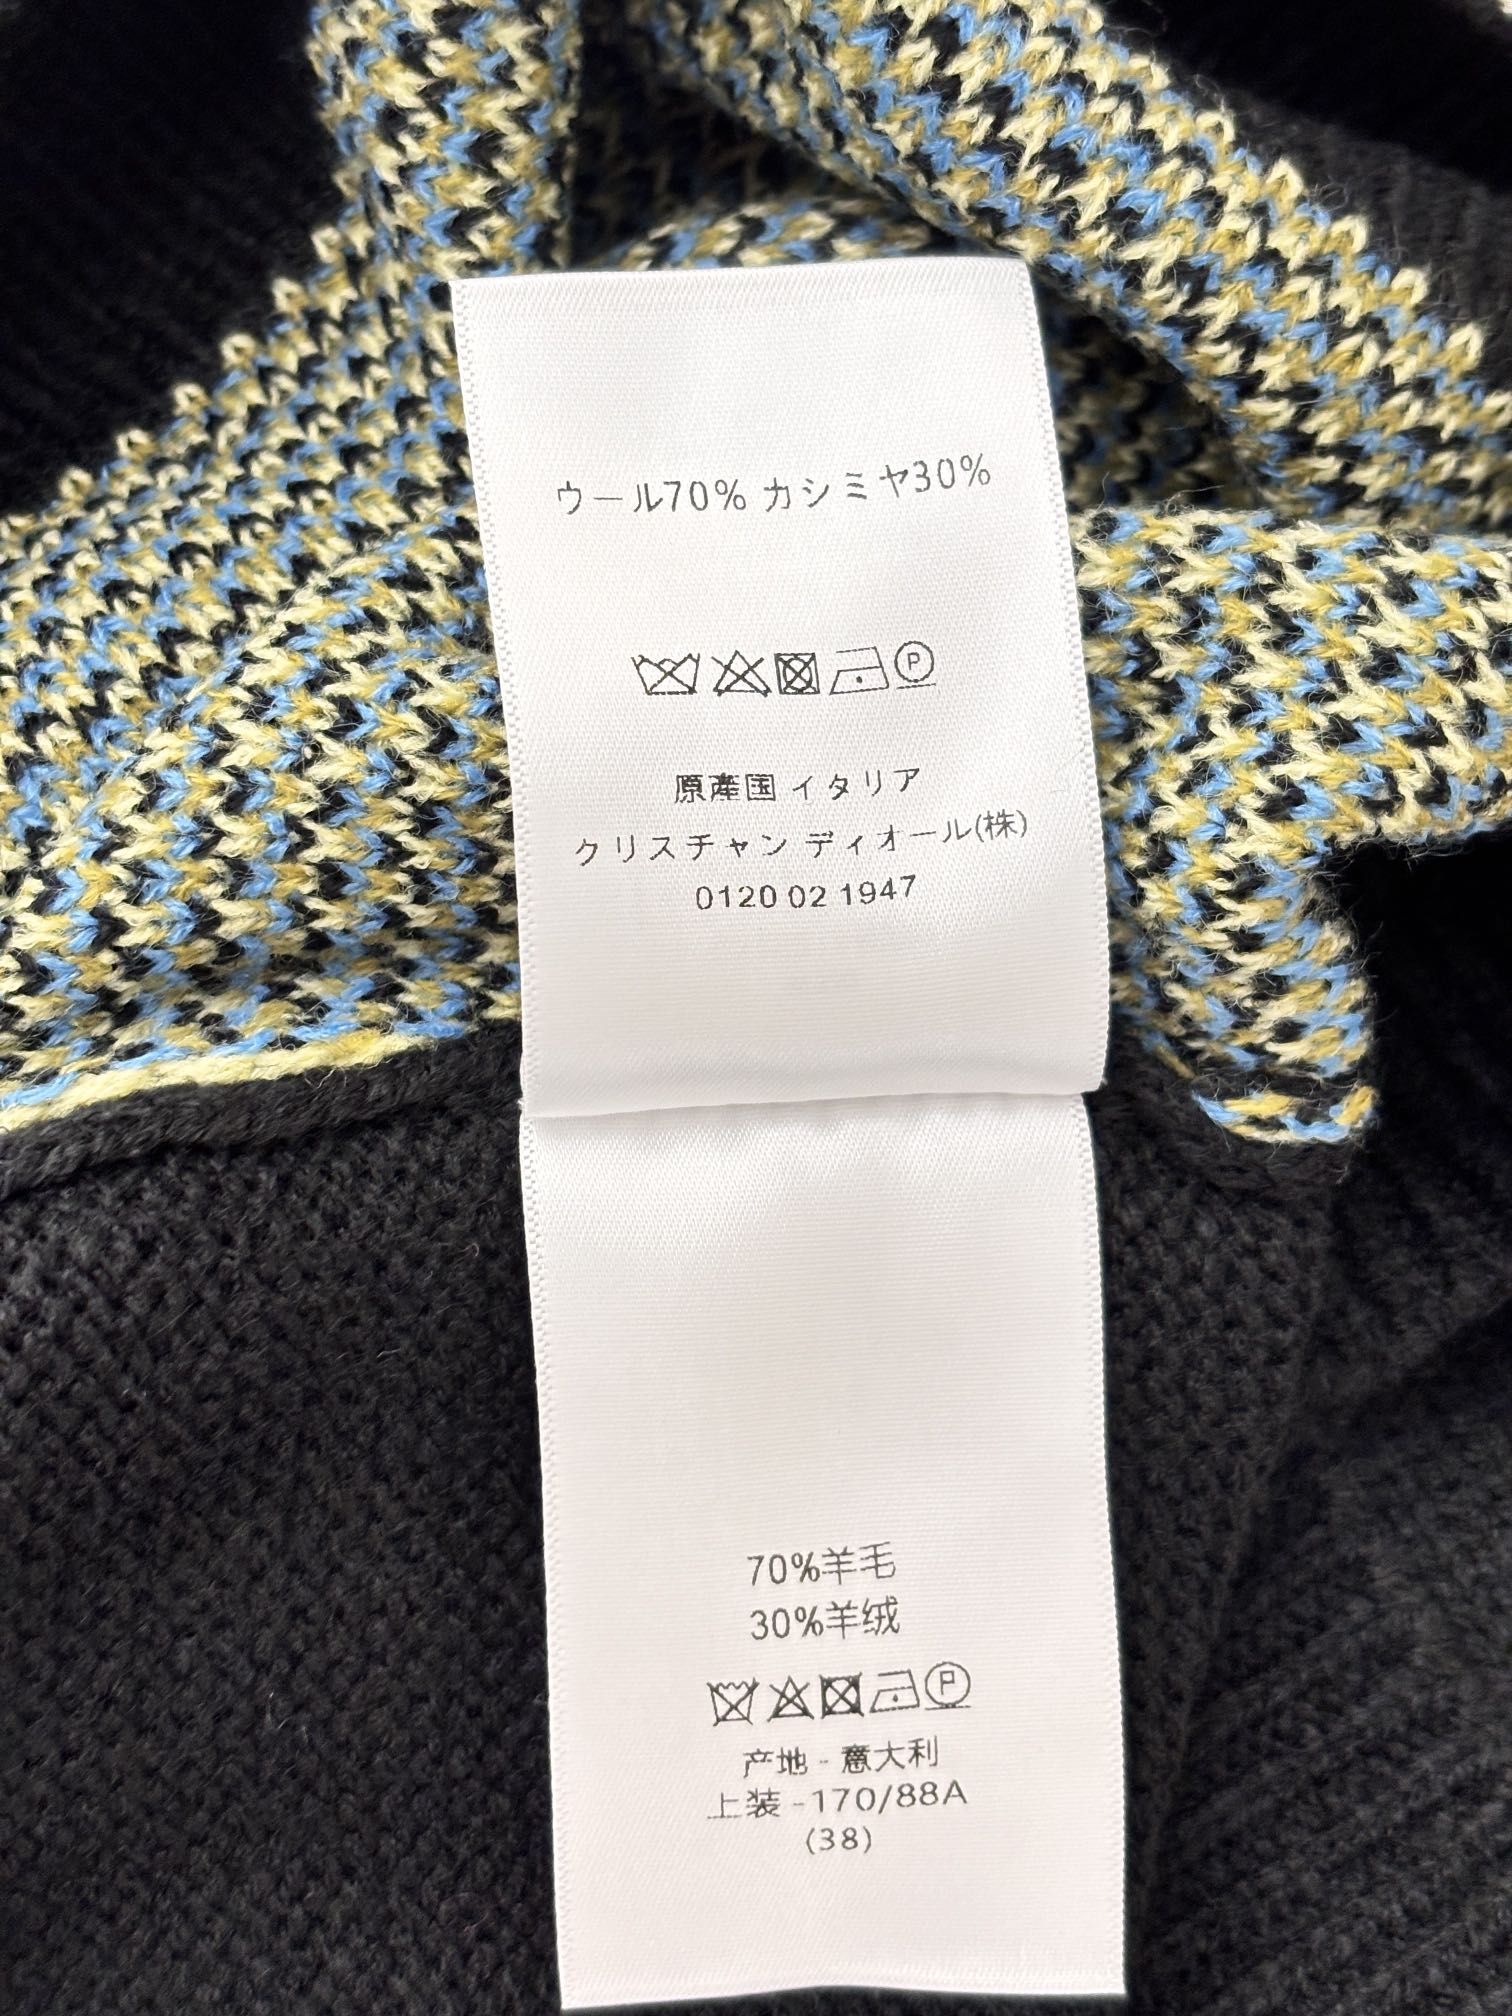 ウール70% カシミヤ30%
P
原産国 イタリア
クリスチャン ディオール(株)
0120 02 1947
70%羊毛
30%羊绒
P
产地 - 意大利
上装 -170/88A
(38)